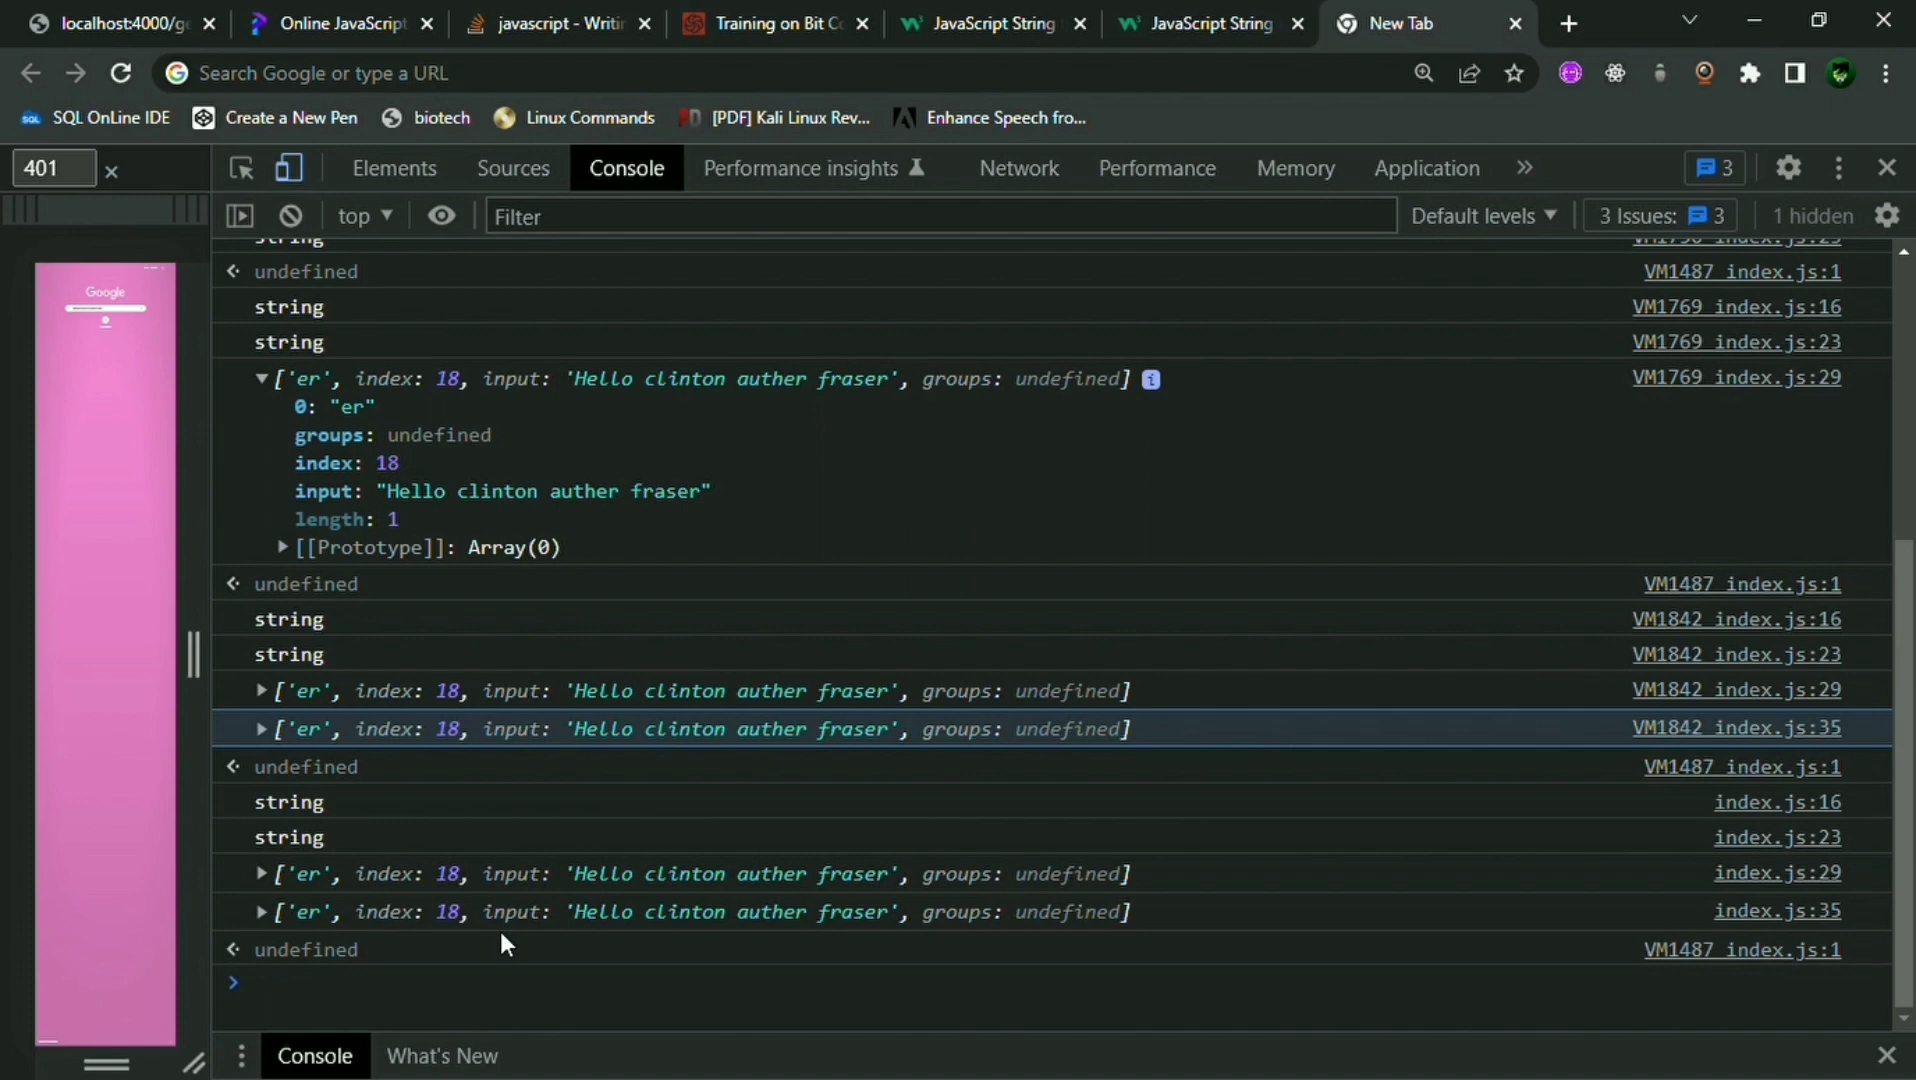 localhost:4000/ge
Online JavaScript
javascript - Writin
Training on Bit Co
JavaScript String
JavaScript String
New Tab
Search Google or type a URL
SQL OnLine IDE
Create a New Pen
biotech
Linux Commands
[PDF] Kali Linux Rev...
Enhance Speech fro...
401 ×
Elements Sources Console Performance insights Network Performance Memory Application » 3
top ▼ Filter Default levels ▼ 3 Issues: 3 1 hidden
undefined VM1487 index.js:1
string VM1769 index.js:16
string VM1769 index.js:23
▼['er', index: 18, input: 'Hello clinton auther fraser', groups: undefined] i VM1769 index.js:29
0: "er"
groups: undefined
index: 18
input: "Hello clinton auther fraser"
length: 1
▶[[Prototype]]: Array(0)
undefined VM1487 index.js:1
string VM1842 index.js:16
string VM1842 index.js:23
▶['er', index: 18, input: 'Hello clinton auther fraser', groups: undefined] VM1842 index.js:29
▶['er', index: 18, input: 'Hello clinton auther fraser', groups: undefined] VM1842 index.js:35
undefined VM1487 index.js:1
string index.js:16
string index.js:23
▶['er', index: 18, input: 'Hello clinton auther fraser', groups: undefined] index.js:29
▶['er', index: 18, input: 'Hello clinton auther fraser', groups: undefined] index.js:35
undefined VM1487 index.js:1
Google
Console What's New